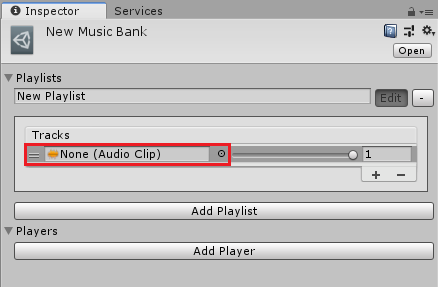 Inspector Services
New Music Bank
Open
Playlists
New Playlist Edit -
Tracks
None (Audio Clip) 1
+ −
Add Playlist
Players
Add Player